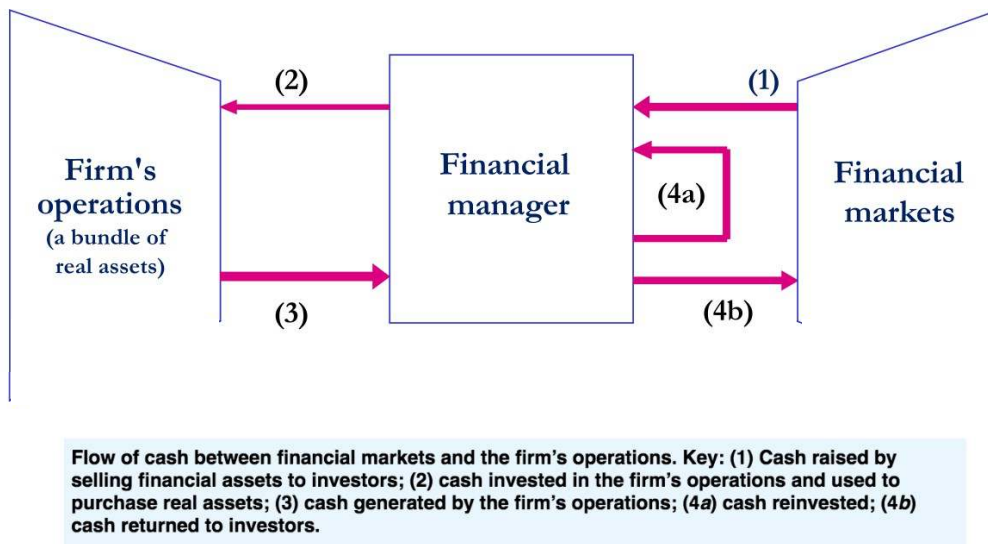 (2)
(1)
Firm's
operations
(a bundle of
real assets)
Financial
manager
(4a)
Financial
markets
(3)
(4b)
Flow of cash between financial markets and the firm's operations. Key: (1) Cash raised by
selling financial assets to investors; (2) cash invested in the firm's operations and used to
purchase real assets; (3) cash generated by the firm's operations; (4a) cash reinvested; (4b)
cash returned to investors.